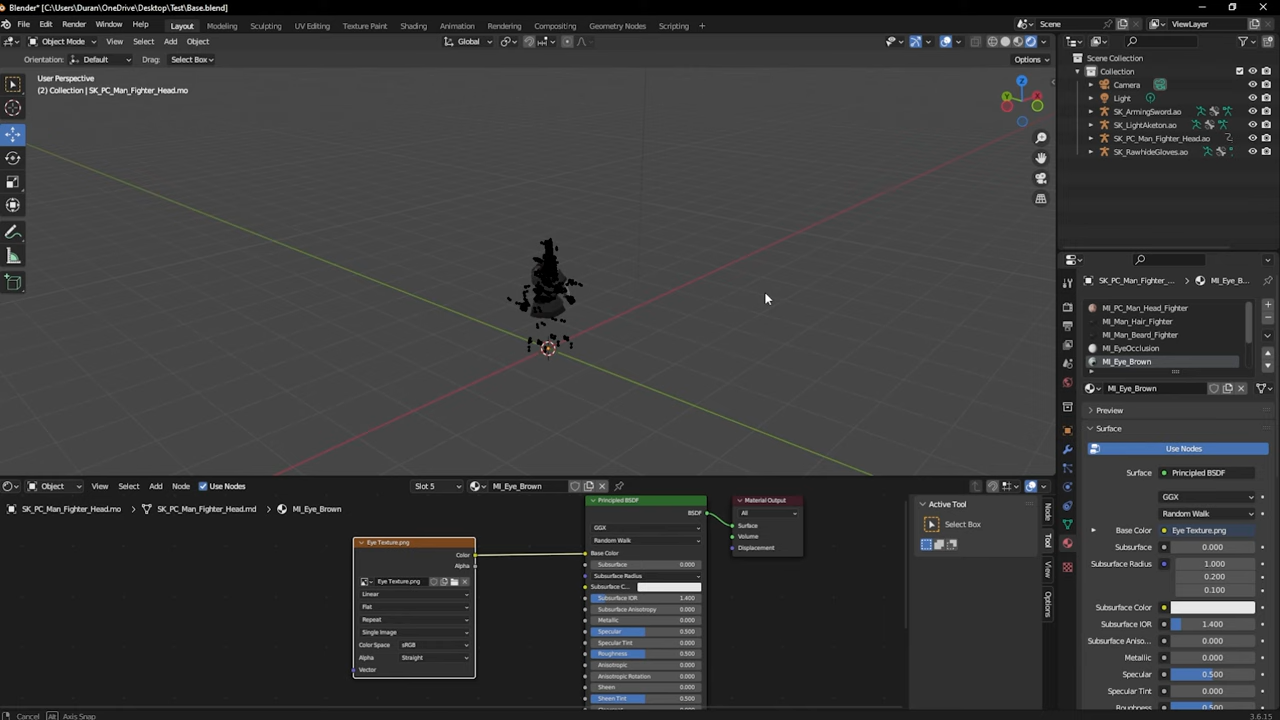 Blender* [C:\Users\Duran\OneDrive\Desktop\Test\Base.blend]
File Edit Render Window Help Layout Modeling Sculpting UV Editing Texture Paint Shading Animation Rendering Compositing Geometry Nodes Scripting + Scene ViewLayer
Object Mode View Select Add Object Global
Orientation: Default Drag: Select Box Options
User Perspective
(2) Collection | SK_PC_Man_Fighter_Head.mo
Z
Y
X
Scene Collection
Collection
Camera
Light
SK_ArmingSword.ao
SK_LightAketon.ao
SK_PC_Man_Fighter_Head.ao
SK_RawhideGloves.ao
SK_PC_Man_Fighter_... MI_Eye_B...
MI_PC_Man_Head_Fighter
MI_Man_Hair_Fighter
MI_Man_Beard_Fighter
MI_EyeOcclusion
MI_Eye_Brown
MI_Eye_Brown
Preview
Surface
Use Nodes
Surface Principled BSDF
GGX
Random Walk
Base Color Eye Texture.png
Subsurface 0.000
Subsurface Radius 1.000
0.200
0.100
Subsurface Color
Subsurface IOR 1.400
Subsurface Aniso... 0.000
Metallic 0.000
Specular 0.500
Specular Tint 0.000
Roughness 0.500
Object View Select Add Node Use Nodes Slot 5 MI_Eye_Brown
SK_PC_Man_Fighter_Head.mo SK_PC_Man_Fighter_Head.md MI_Eye_Brown
Eye Texture.png
Color
Alpha
Eye Texture.png
Linear
Flat
Repeat
Single Image
Color Space sRGB
Alpha Straight
Vector
Principled BSDF
BSDF
GGX
Random Walk
Base Color
Subsurface 0.000
Subsurface Radius
Subsurface C...
Subsurface IOR 1.400
Subsurface Anisotropy 0.000
Metallic 0.000
Specular 0.500
Specular Tint 0.000
Roughness 0.500
Anisotropic 0.000
Anisotropic Rotation 0.000
Sheen 0.000
Sheen Tint 0.500
Material Output
All
Surface
Volume
Displacement
Active Tool
Select Box
Node
Tool
View
Options
Cancel Alt Axis Snap
3.6.15